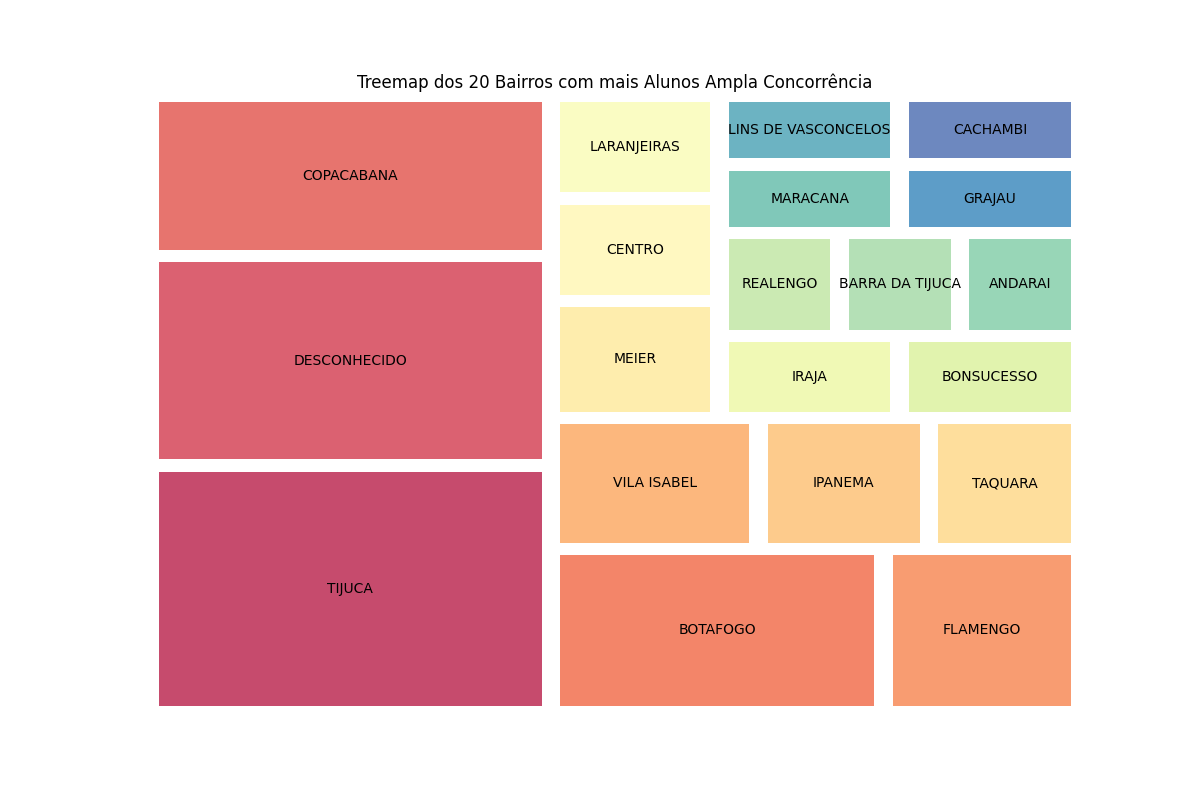 Treemap dos 20 Bairros com mais Alunos Ampla Concorrência
COPACABANA
DESCONHECIDO
TIJUCA
LARANJEIRAS
CENTRO
MEIER
LINS DE VASCONCELOS
CACHAMBI
MARACANA
GRAJAU
REALENGO
BARRA DA TIJUCA
ANDARAI
IRAJA
BONSUCESSO
VILA ISABEL
IPANEMA
TAQUARA
BOTAFOGO
FLAMENGO